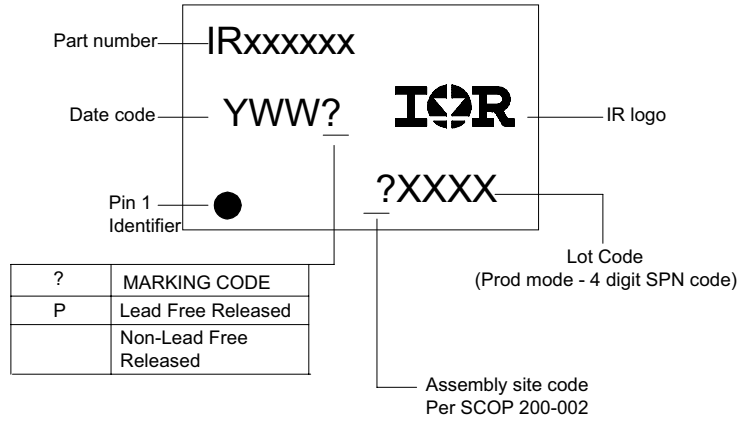 Part number
IRxxxxxx
Date code
YWW?
IOR
IR logo
Pin 1
Identifier
?XXXX
Lot Code
(Prod mode - 4 digit SPN code)
? MARKING CODE
P Lead Free Released
Non-Lead Free
Released
Assembly site code
Per SCOP 200-002